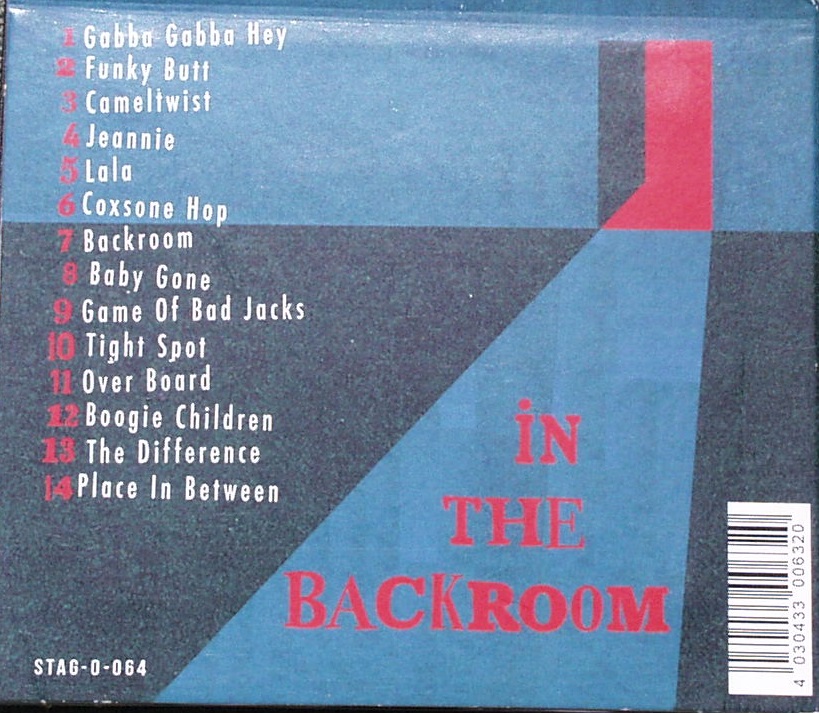 1 Gabba Gabba Hey
2 Funky Butt
3 Cameltwist
4 Jeannie
5 Lala
6 Coxsone Hop
7 Backroom
8 Baby Gone
9 Game Of Bad Jacks
10 Tight Spot
11 Over Board
12 Boogie Children
13 The Difference
14 Place In Between
iN
THE
BACKROOM
STAG-O-064
4 030433 006320